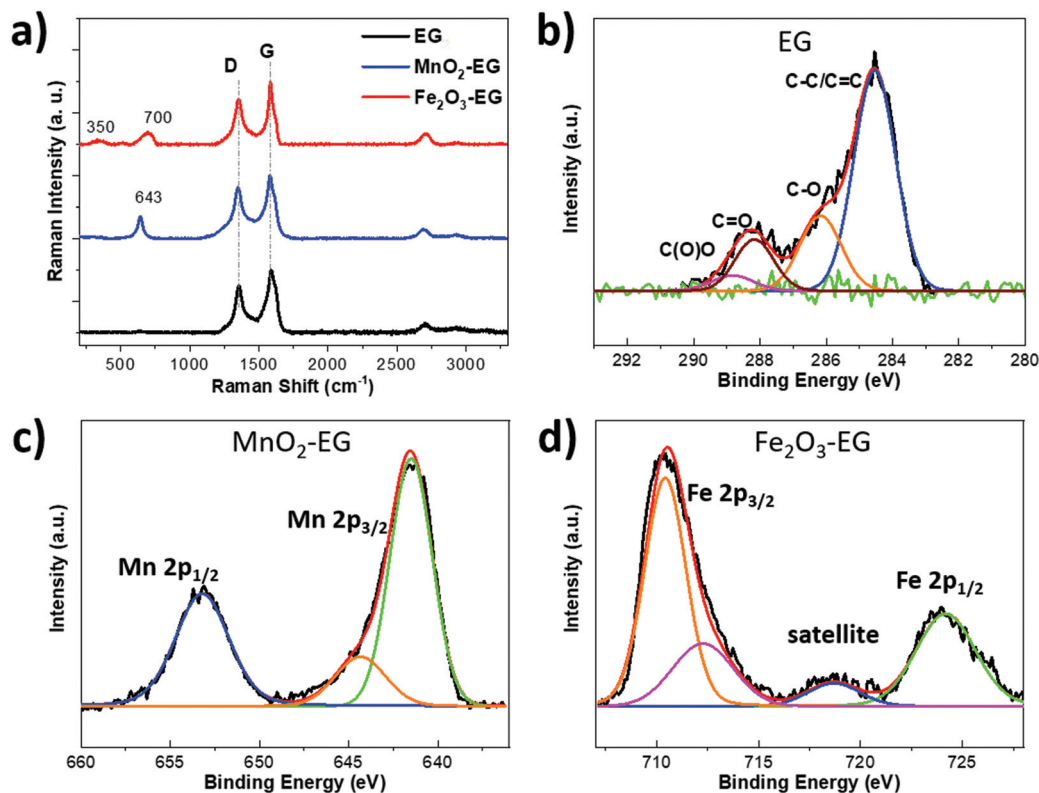 a)
EG
MnO₂-EG
Fe₂O₃-EG
D
G
350
700
643
Raman Intensity (a. u.)
500 1000 1500 2000 2500 3000
Raman Shift (cm⁻¹)
b)
EG
C-C/C=C
C-O
C=O
C(O)O
Intensity (a.u.)
292 290 288 286 284 282 280
Binding Energy (eV)
c)
MnO₂-EG
Mn 2p₃/₂
Mn 2p₁/₂
Intensity (a.u.)
660 655 650 645 640
Binding Energy (eV)
d)
Fe₂O₃-EG
Fe 2p₃/₂
Fe 2p₁/₂
satellite
Intensity (a.u.)
710 715 720 725
Binding Energy (eV)